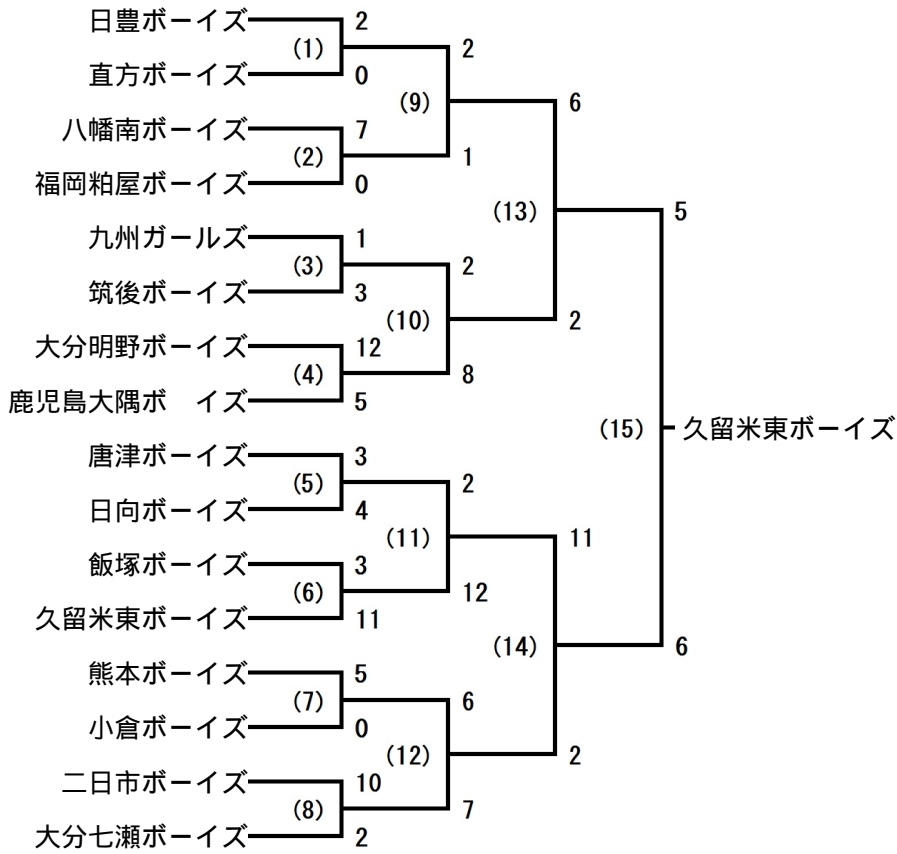 日豊ボーイズ 2
(1) 2
直方ボーイズ 0
(9) 6
八幡南ボーイズ 7
(2) 1
福岡粕屋ボーイズ 0
(13) 5
九州ガールズ 1
(3) 2
筑後ボーイズ 3
(10) 2
大分明野ボーイズ 12
(4) 8
鹿児島大隅ボ　イズ 5
(15) 久留米東ボーイズ
唐津ボーイズ 3
(5) 2
日向ボーイズ 4
(11) 11
飯塚ボーイズ 3
(6) 12
久留米東ボーイズ 11
(14) 6
熊本ボーイズ 5
(7) 6
小倉ボーイズ 0
(12) 2
二日市ボーイズ 10
(8) 7
大分七瀬ボーイズ 2